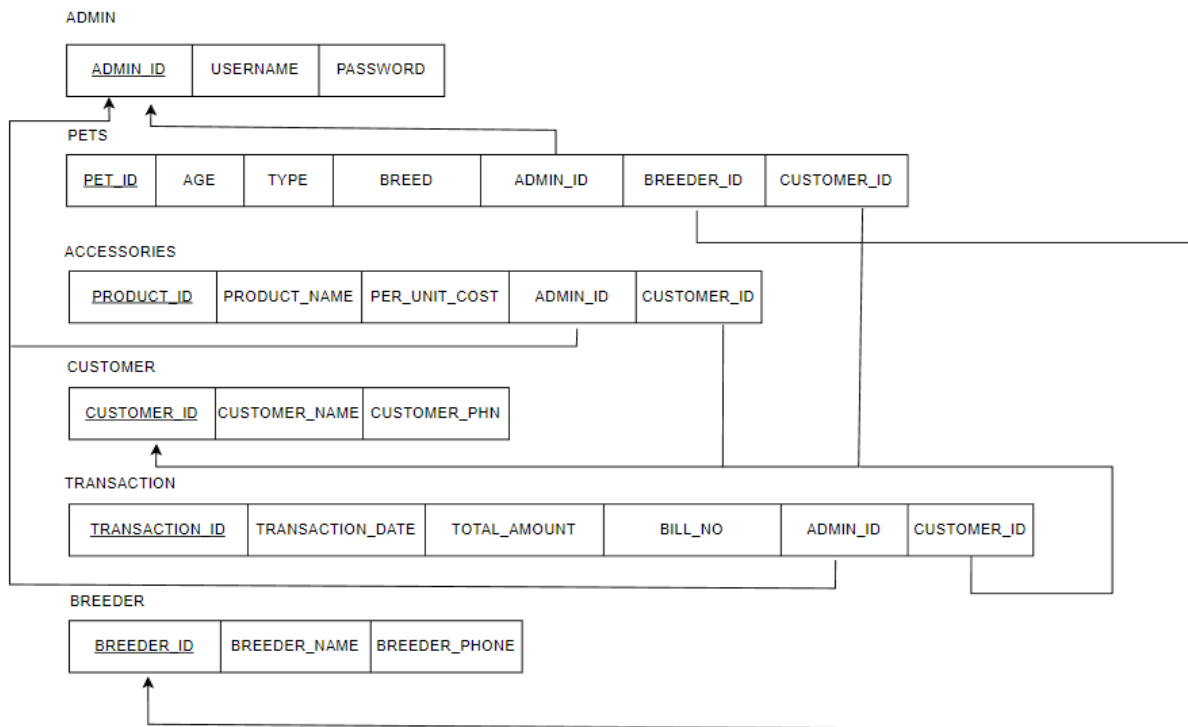 ADMIN
ADMIN_ID USERNAME PASSWORD
PETS
PET_ID AGE TYPE BREED ADMIN_ID BREEDER_ID CUSTOMER_ID
ACCESSORIES
PRODUCT_ID PRODUCT_NAME PER_UNIT_COST ADMIN_ID CUSTOMER_ID
CUSTOMER
CUSTOMER_ID CUSTOMER_NAME CUSTOMER_PHN
TRANSACTION
TRANSACTION_ID TRANSACTION_DATE TOTAL_AMOUNT BILL_NO ADMIN_ID CUSTOMER_ID
BREEDER
BREEDER_ID BREEDER_NAME BREEDER_PHONE